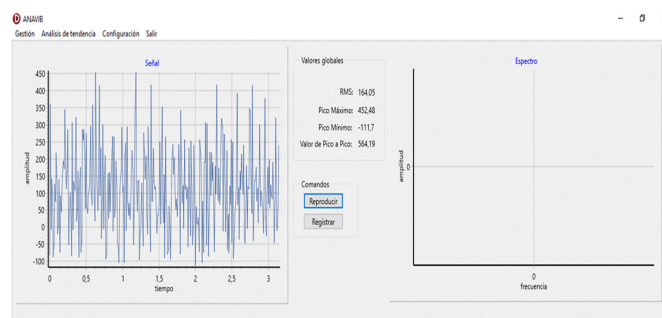 ANAVIB
Gestión Análisis de tendencia Configuración Salir
Señal
450
400
350
300
250
200
150
100
50
0
-50
-100
amplitud
0 0,5 1 1,5 2 2,5 3
tiempo
Valores globales
RMS: 164,05
Pico Máximo: 452,48
Pico Mínimo: -111,7
Valor de Pico a Pico: 564,19
Comandos
Reproducir
Registrar
Espectro
amplitud
0
0
frecuencia